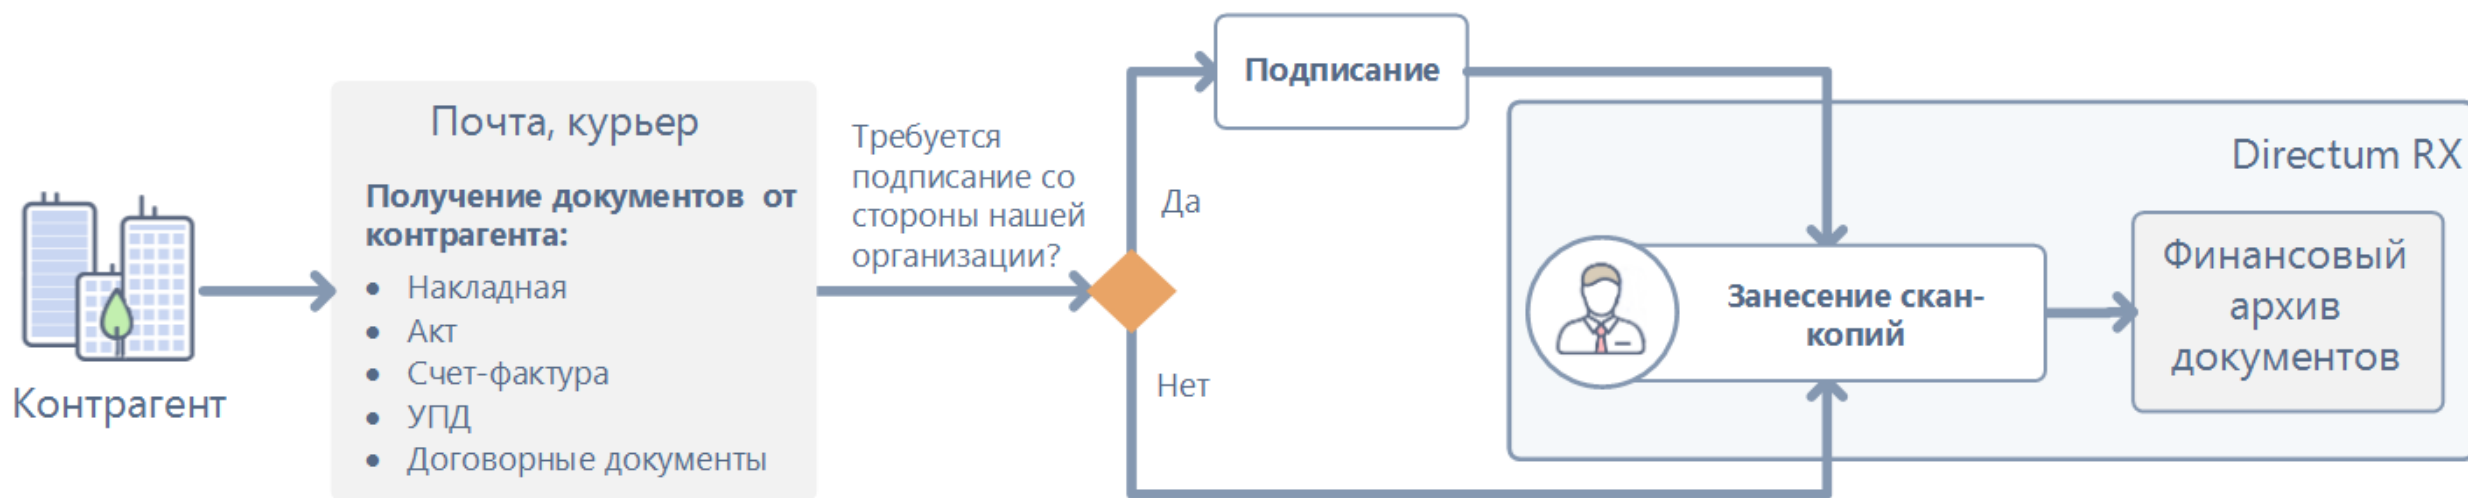 Контрагент
Почта, курьер
Получение документов от
контрагента:
• Накладная
• Акт
• Счет-фактура
• УПД
• Договорные документы
Требуется
подписание со
стороны нашей
организации?
Да
Нет
Подписание
Directum RX
Занесение скан-
копий
Финансовый
архив
документов